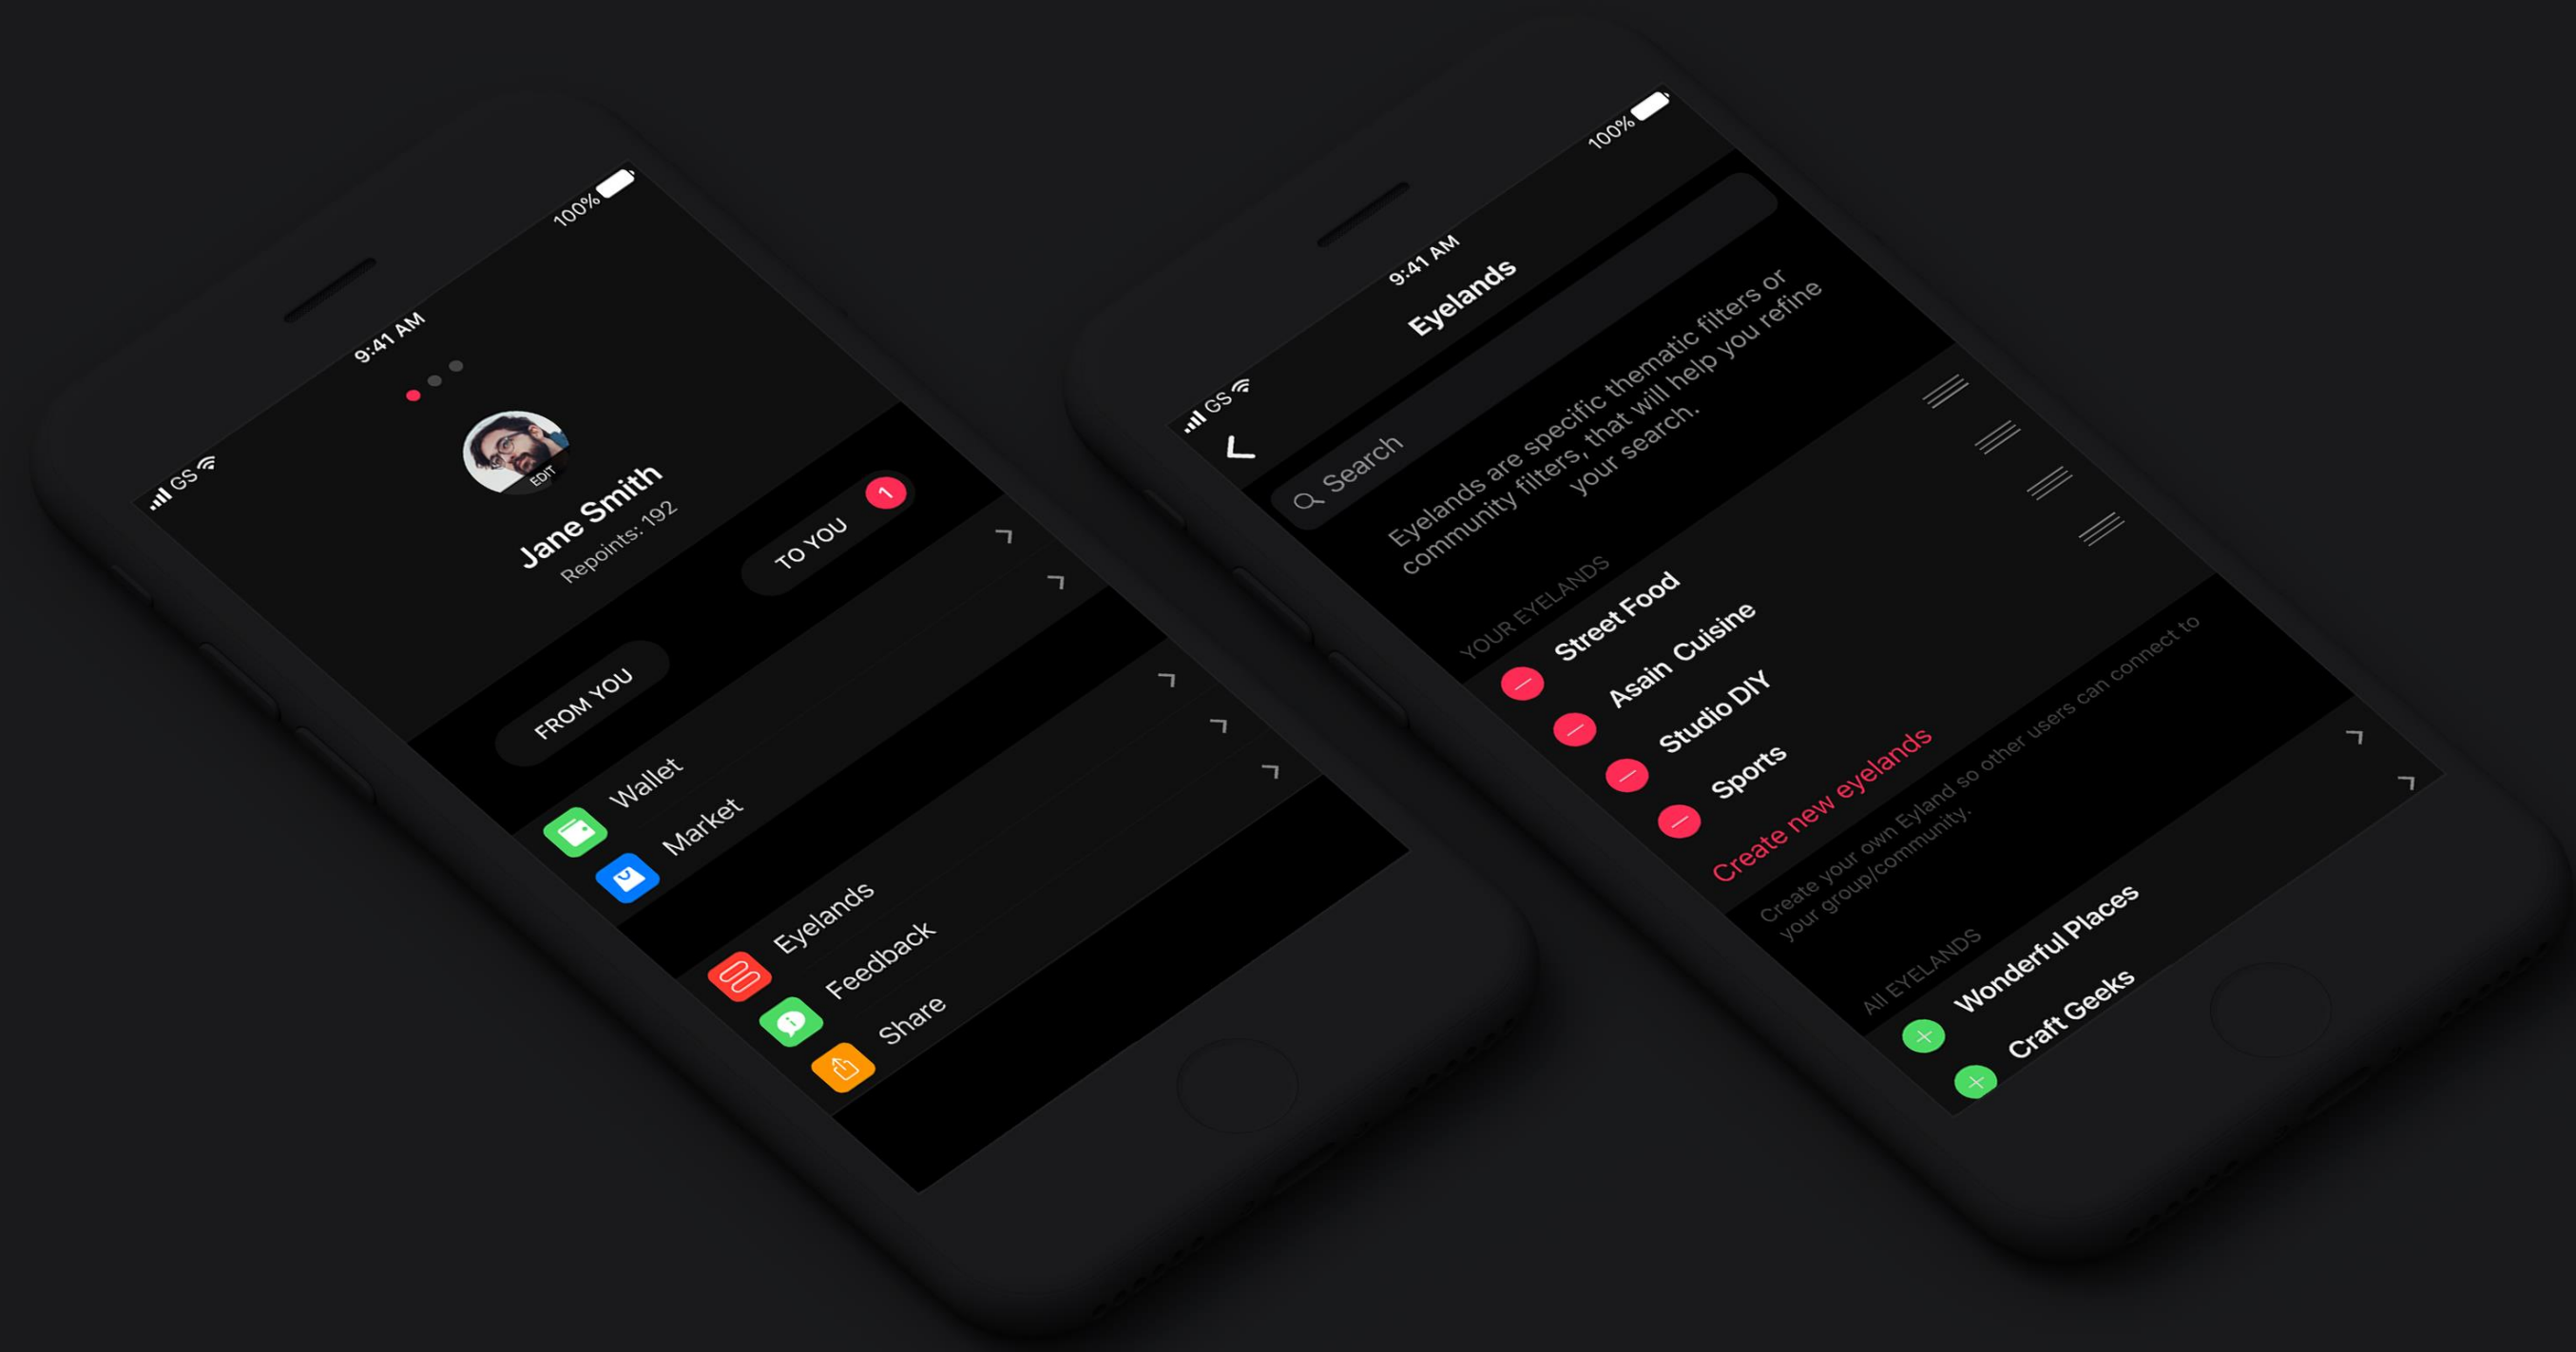 GS
9:41 AM
100%
EDIT
Jane Smith
Repoints: 192
FROM YOU
TO YOU
1
Wallet
Market
Eyelands
Feedback
Share
GS
9:41 AM
100%
Eyelands
Search
Eyelands are specific thematic filters or
community filters, that will help you refine
your search.
YOUR EYELANDS
Street Food
Asain Cuisine
Studio DIY
Sports
Create new eyelands
Create your own Eyland so other users can connect to
your group/community.
All EYELANDS
Wonderful Places
Craft Geeks